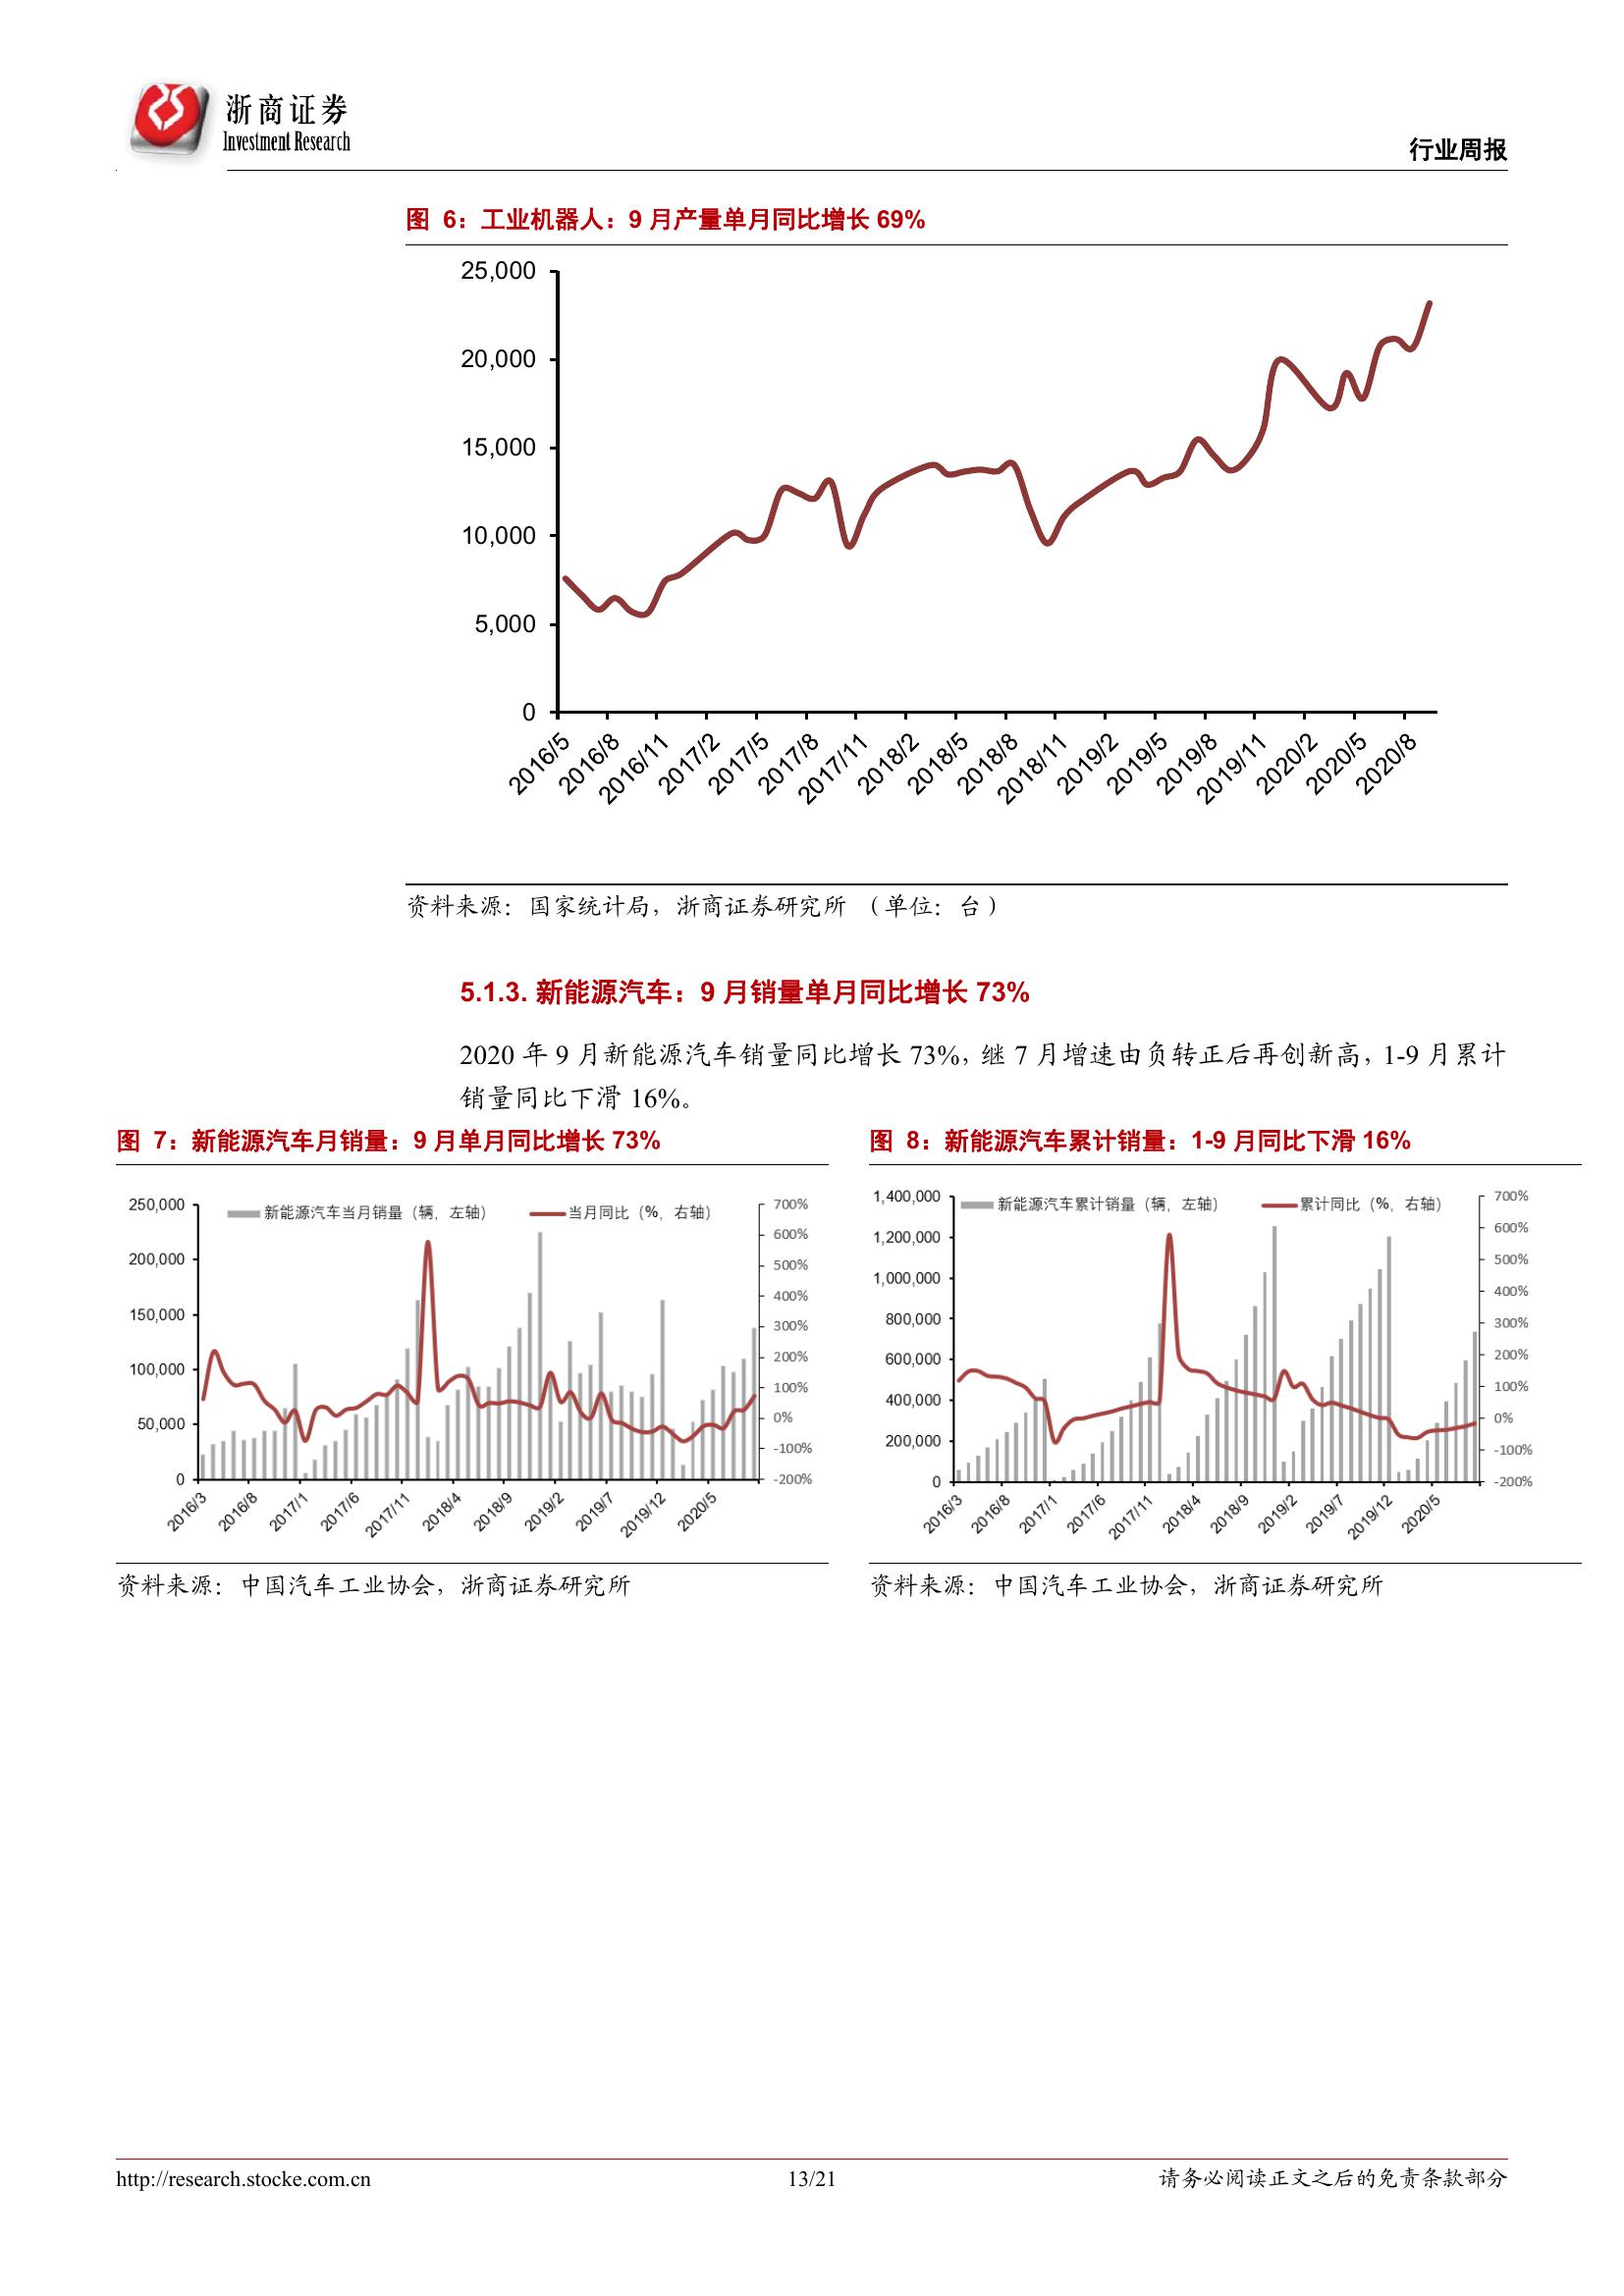 浙商证券
Investment Research
行业周报
图 6：工业机器人：9 月产量单月同比增长 69%
25,000
20,000
15,000
10,000
5,000
0
2016/5 2016/8 2016/11 2017/2 2017/5 2017/8 2017/11 2018/2 2018/5 2018/8 2018/11 2019/2 2019/5 2019/8 2019/11 2020/2 2020/5 2020/8
资料来源：国家统计局，浙商证券研究所 （单位：台）
5.1.3. 新能源汽车：9 月销量单月同比增长 73%
2020 年 9 月新能源汽车销量同比增长 73%，继 7 月增速由负转正后再创新高，1-9 月累计
销量同比下滑 16%。
图 7：新能源汽车月销量：9 月单月同比增长 73%
新能源汽车当月销量（辆，左轴） 当月同比（%，右轴）
250,000
200,000
150,000
100,000
50,000
0
700%
600%
500%
400%
300%
200%
100%
0%
-100%
-200%
2016/3 2016/8 2017/1 2017/6 2017/11 2018/4 2018/9 2019/2 2019/7 2019/12 2020/5
资料来源：中国汽车工业协会，浙商证券研究所
图 8：新能源汽车累计销量：1-9 月同比下滑 16%
新能源汽车累计销量（辆，左轴） 累计同比（%，右轴）
1,400,000
1,200,000
1,000,000
800,000
600,000
400,000
200,000
0
700%
600%
500%
400%
300%
200%
100%
0%
-100%
-200%
2016/3 2016/8 2017/1 2017/6 2017/11 2018/4 2018/9 2019/2 2019/7 2019/12 2020/5
资料来源：中国汽车工业协会，浙商证券研究所
http://research.stocke.com.cn 13/21 请务必阅读正文之后的免责条款部分